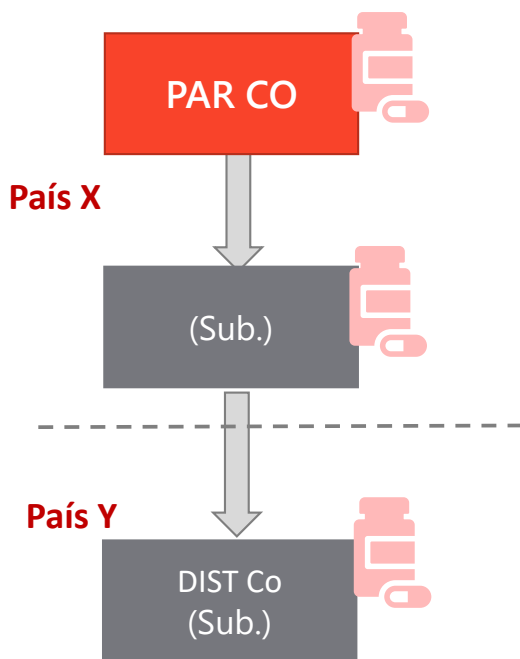 PAR CO
País X
(Sub.)
País Y
DIST Co
(Sub.)